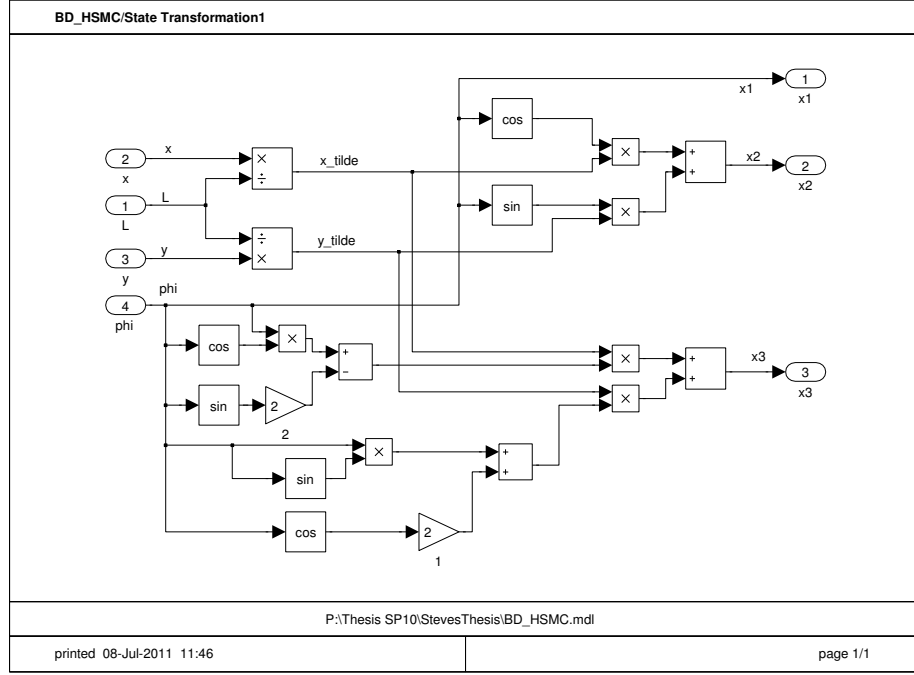 BD_HSMC/State Transformation1
1
x1
x1
cos
2
x
x
×
÷
x_tilde
×
+
+
x2
2
x2
1
L
L
sin
×
3
y
y
÷
×
y_tilde
4
phi
phi
cos
×
+
−
×
+
+
x3
3
x3
sin
2
2
×
×
+
+
sin
cos
2
1
P:\Thesis SP10\StevesThesis\BD_HSMC.mdl
printed 08-Jul-2011 11:46
page 1/1